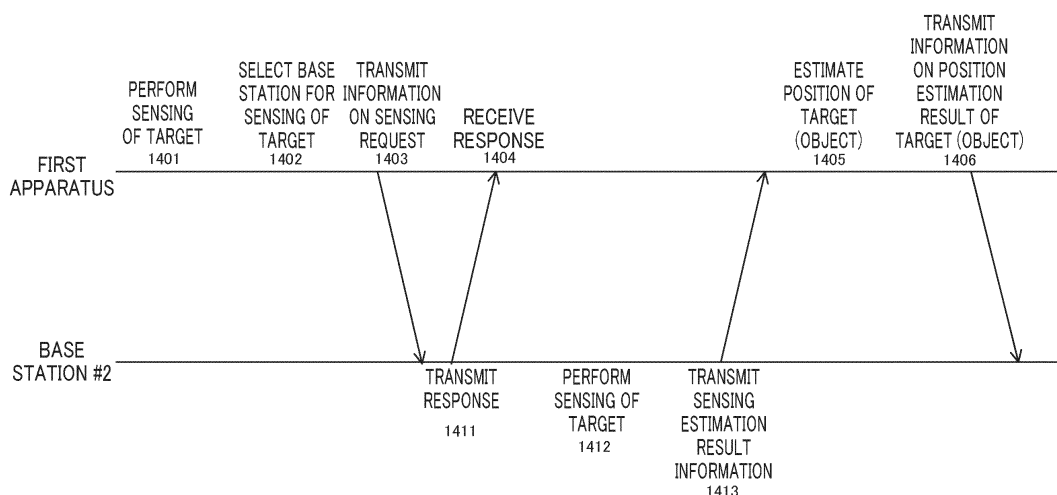 PERFORM
SENSING
OF TARGET
1401
SELECT BASE
STATION FOR
SENSING OF
TARGET
1402
TRANSMIT
INFORMATION
ON SENSING
REQUEST
1403
RECEIVE
RESPONSE
1404
ESTIMATE
POSITION OF
TARGET
(OBJECT)
1405
TRANSMIT
INFORMATION
ON POSITION
ESTIMATION
RESULT OF
TARGET (OBJECT)
1406
FIRST
APPARATUS
BASE
STATION #2
TRANSMIT
RESPONSE
1411
PERFORM
SENSING OF
TARGET
1412
TRANSMIT
SENSING
ESTIMATION
RESULT
INFORMATION
1413